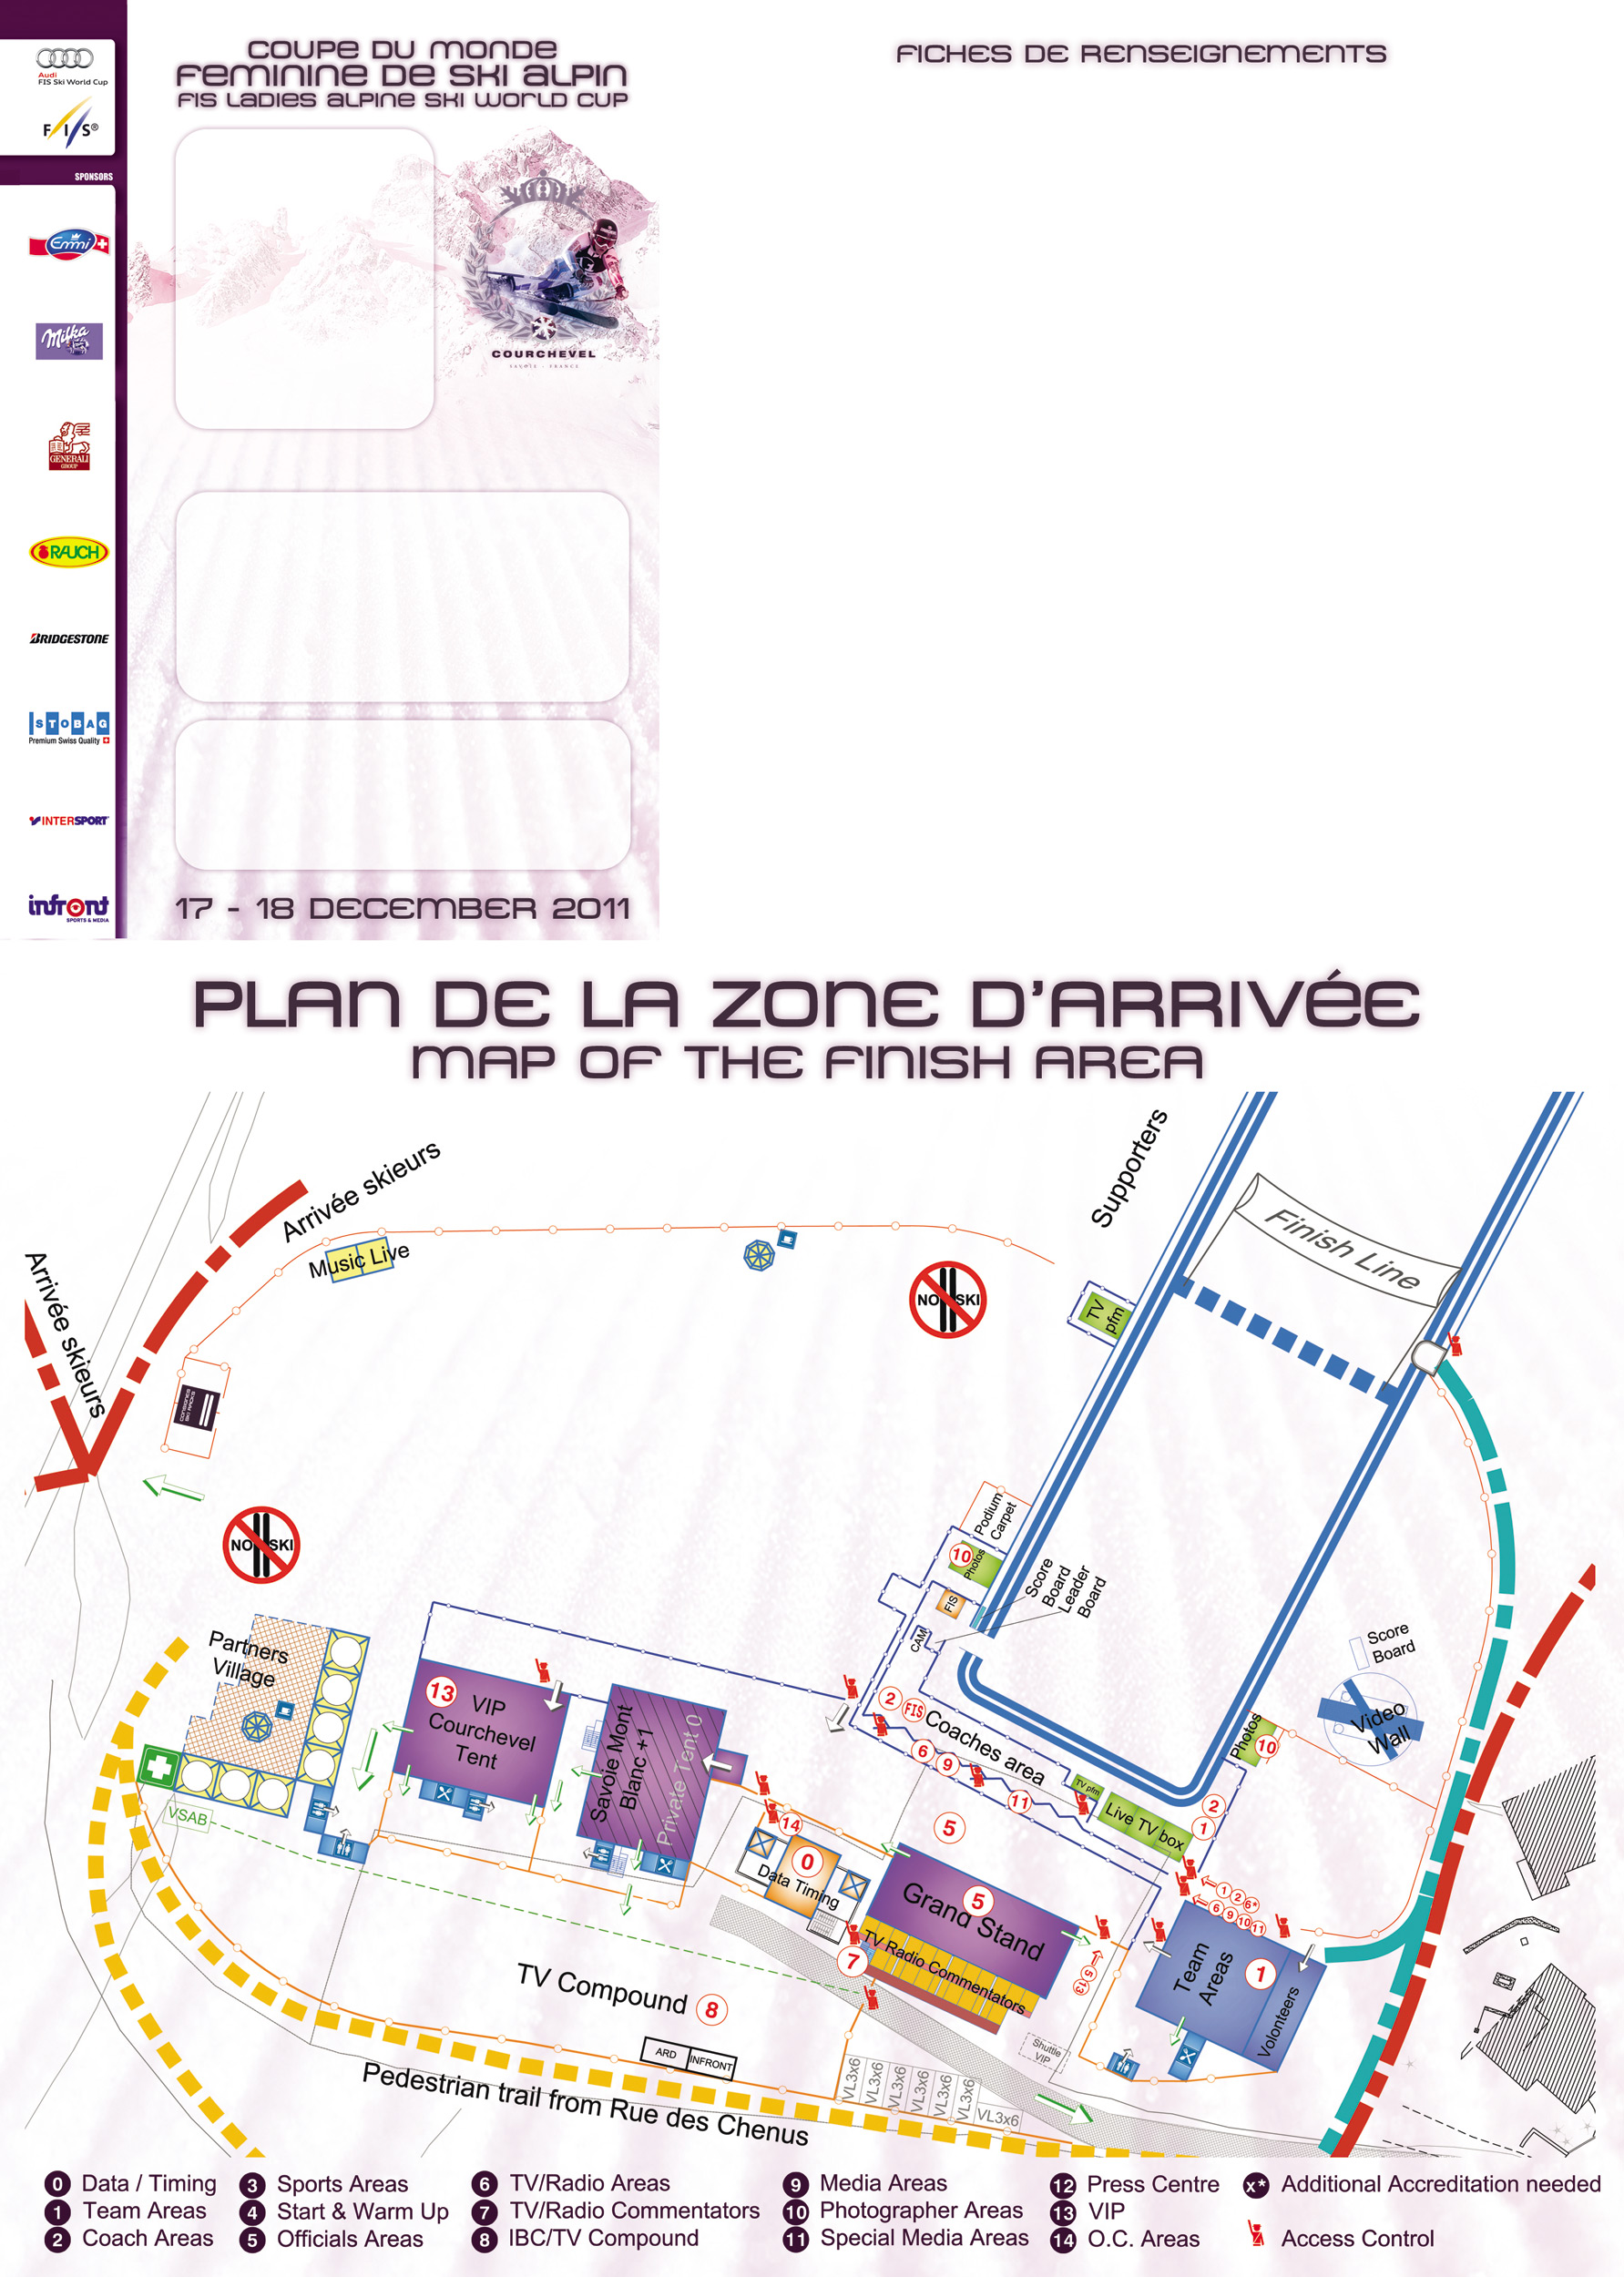 COUPE DU MONDE
FEMININE DE SKI ALPIN
FIS LADIES ALPINE SKI WORLD CUP
FICHES DE RENSEIGNEMENTS
Audi
FIS Ski World Cup
F/I/S®
SPONSORS
Emmi
Milka
GENERALI
GROUP
RAUCH
BRIDGESTONE
STOBAG
Premium Swiss Quality
INTERSPORT
infront
SPORTS & MEDIA
COURCHEVEL
SAVOIE - FRANCE
17 - 18 DECEMBER 2011
PLAN DE LA ZONE D'ARRIVÉE
MAP OF THE FINISH AREA
Supporters
Arrivée skieurs
Arrivée skieurs
Music Live
Finish Line
NO SKI
TV
pfm
CONSIGNES
SKI RACKS
NO SKI
Podium
Carpet
10
Photos
FIS
CAM
Score
Board
Leader
Board
Score
Board
Video
Wall
Partners
Village
13
VIP
Courchevel
Tent
Savoie Mont
Blanc +1
Private Tent 0
2 FIS
Coaches area
6 9
11
TV pfm
Live TV box
Photos
10
2
1
VSAB
14
0
Data Timing
5
5
Grand Stand
TV Radio Commentators
7
1 2 6*
6 9 10 11
5 13
Team
Areas
1
Volonteers
TV Compound 8
ARD
INFRONT
Shuttle
VIP
VL3x6
VL3x6
VL3x6
VL3x6
VL3x6
VL3x6
VL3x6
Pedestrian trail from Rue des Chenus
0 Data / Timing
1 Team Areas
2 Coach Areas
3 Sports Areas
4 Start & Warm Up
5 Officials Areas
6 TV/Radio Areas
7 TV/Radio Commentators
8 IBC/TV Compound
9 Media Areas
10 Photographer Areas
11 Special Media Areas
12 Press Centre
13 VIP
14 O.C. Areas
x* Additional Accreditation needed
Access Control